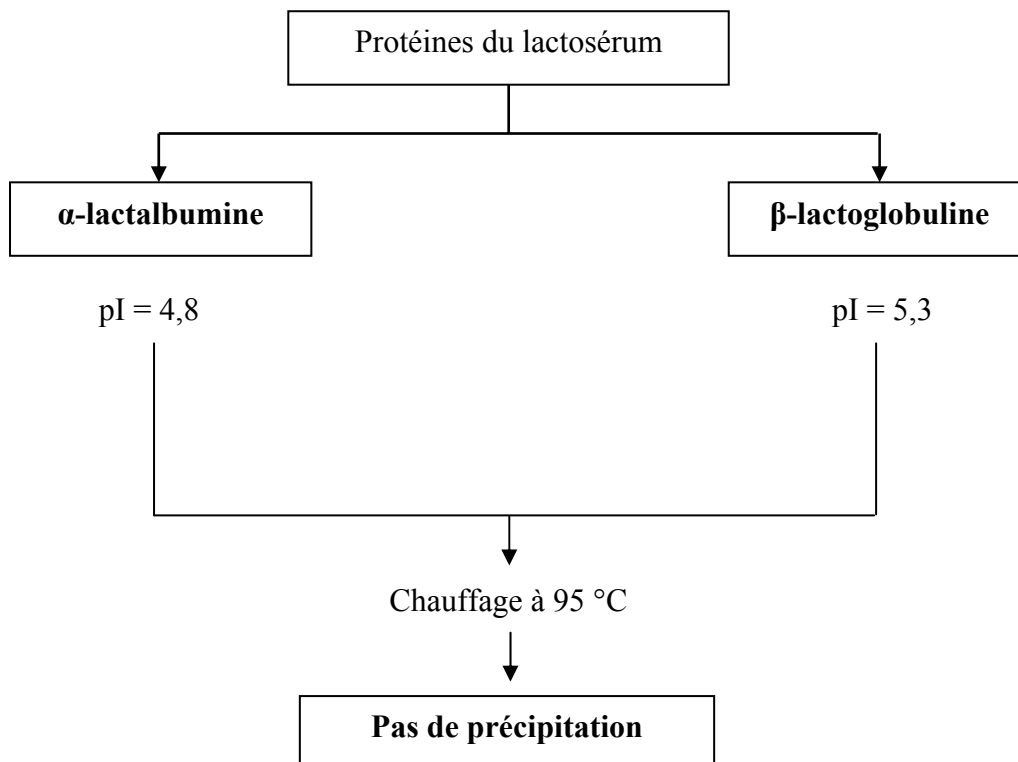 Protéines du lactosérum
α-lactalbumine
β-lactoglobuline
pI = 4,8
pI = 5,3
Chauffage à 95 °C
Pas de précipitation